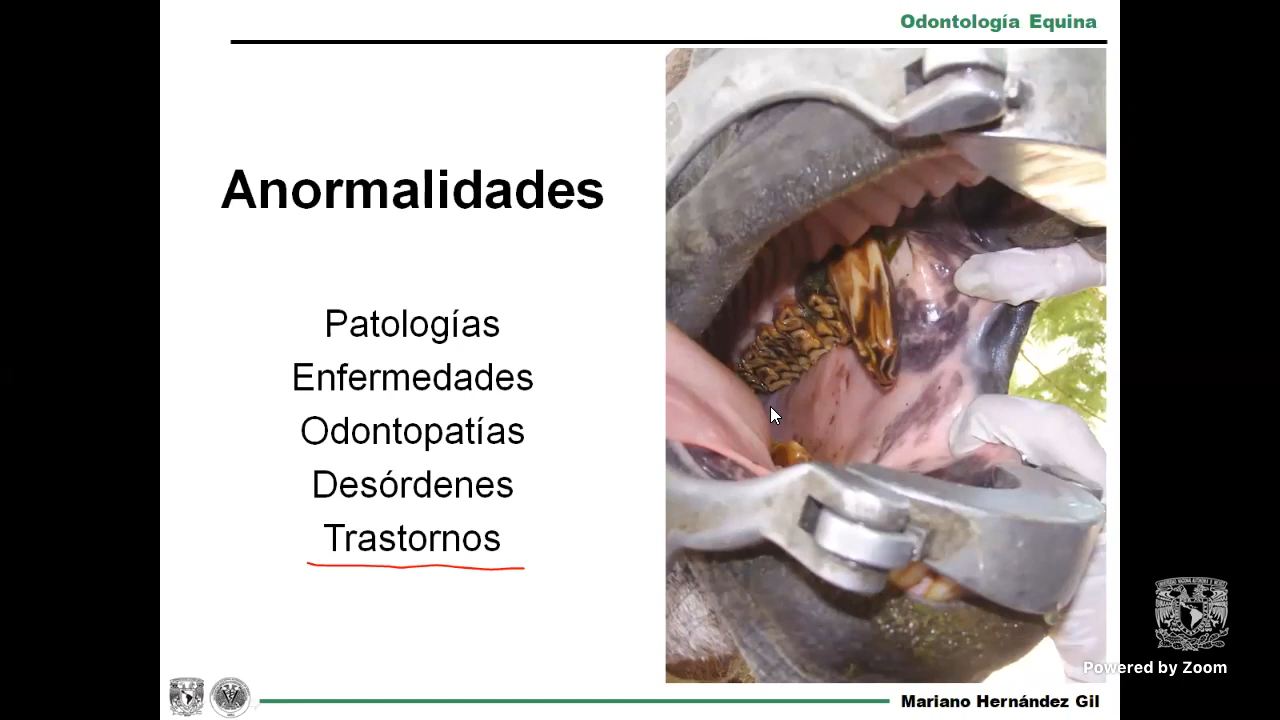 Odontología Equina
Anormalidades
Patologías
Enfermedades
Odontopatías
Desórdenes
Trastornos
Powered by Zoom
Mariano Hernández Gil